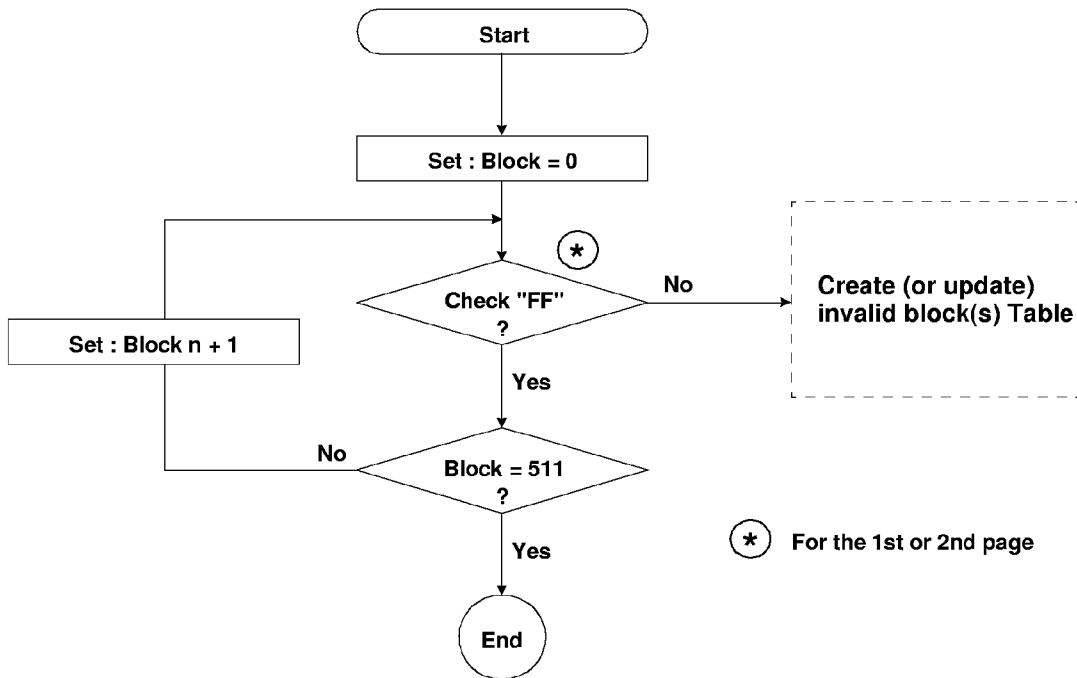 Start
Set : Block = 0
*
Check "FF"
?
No
Create (or update)
invalid block(s) Table
Set : Block n + 1
Yes
No
Block = 511
?
Yes
* For the 1st or 2nd page
End